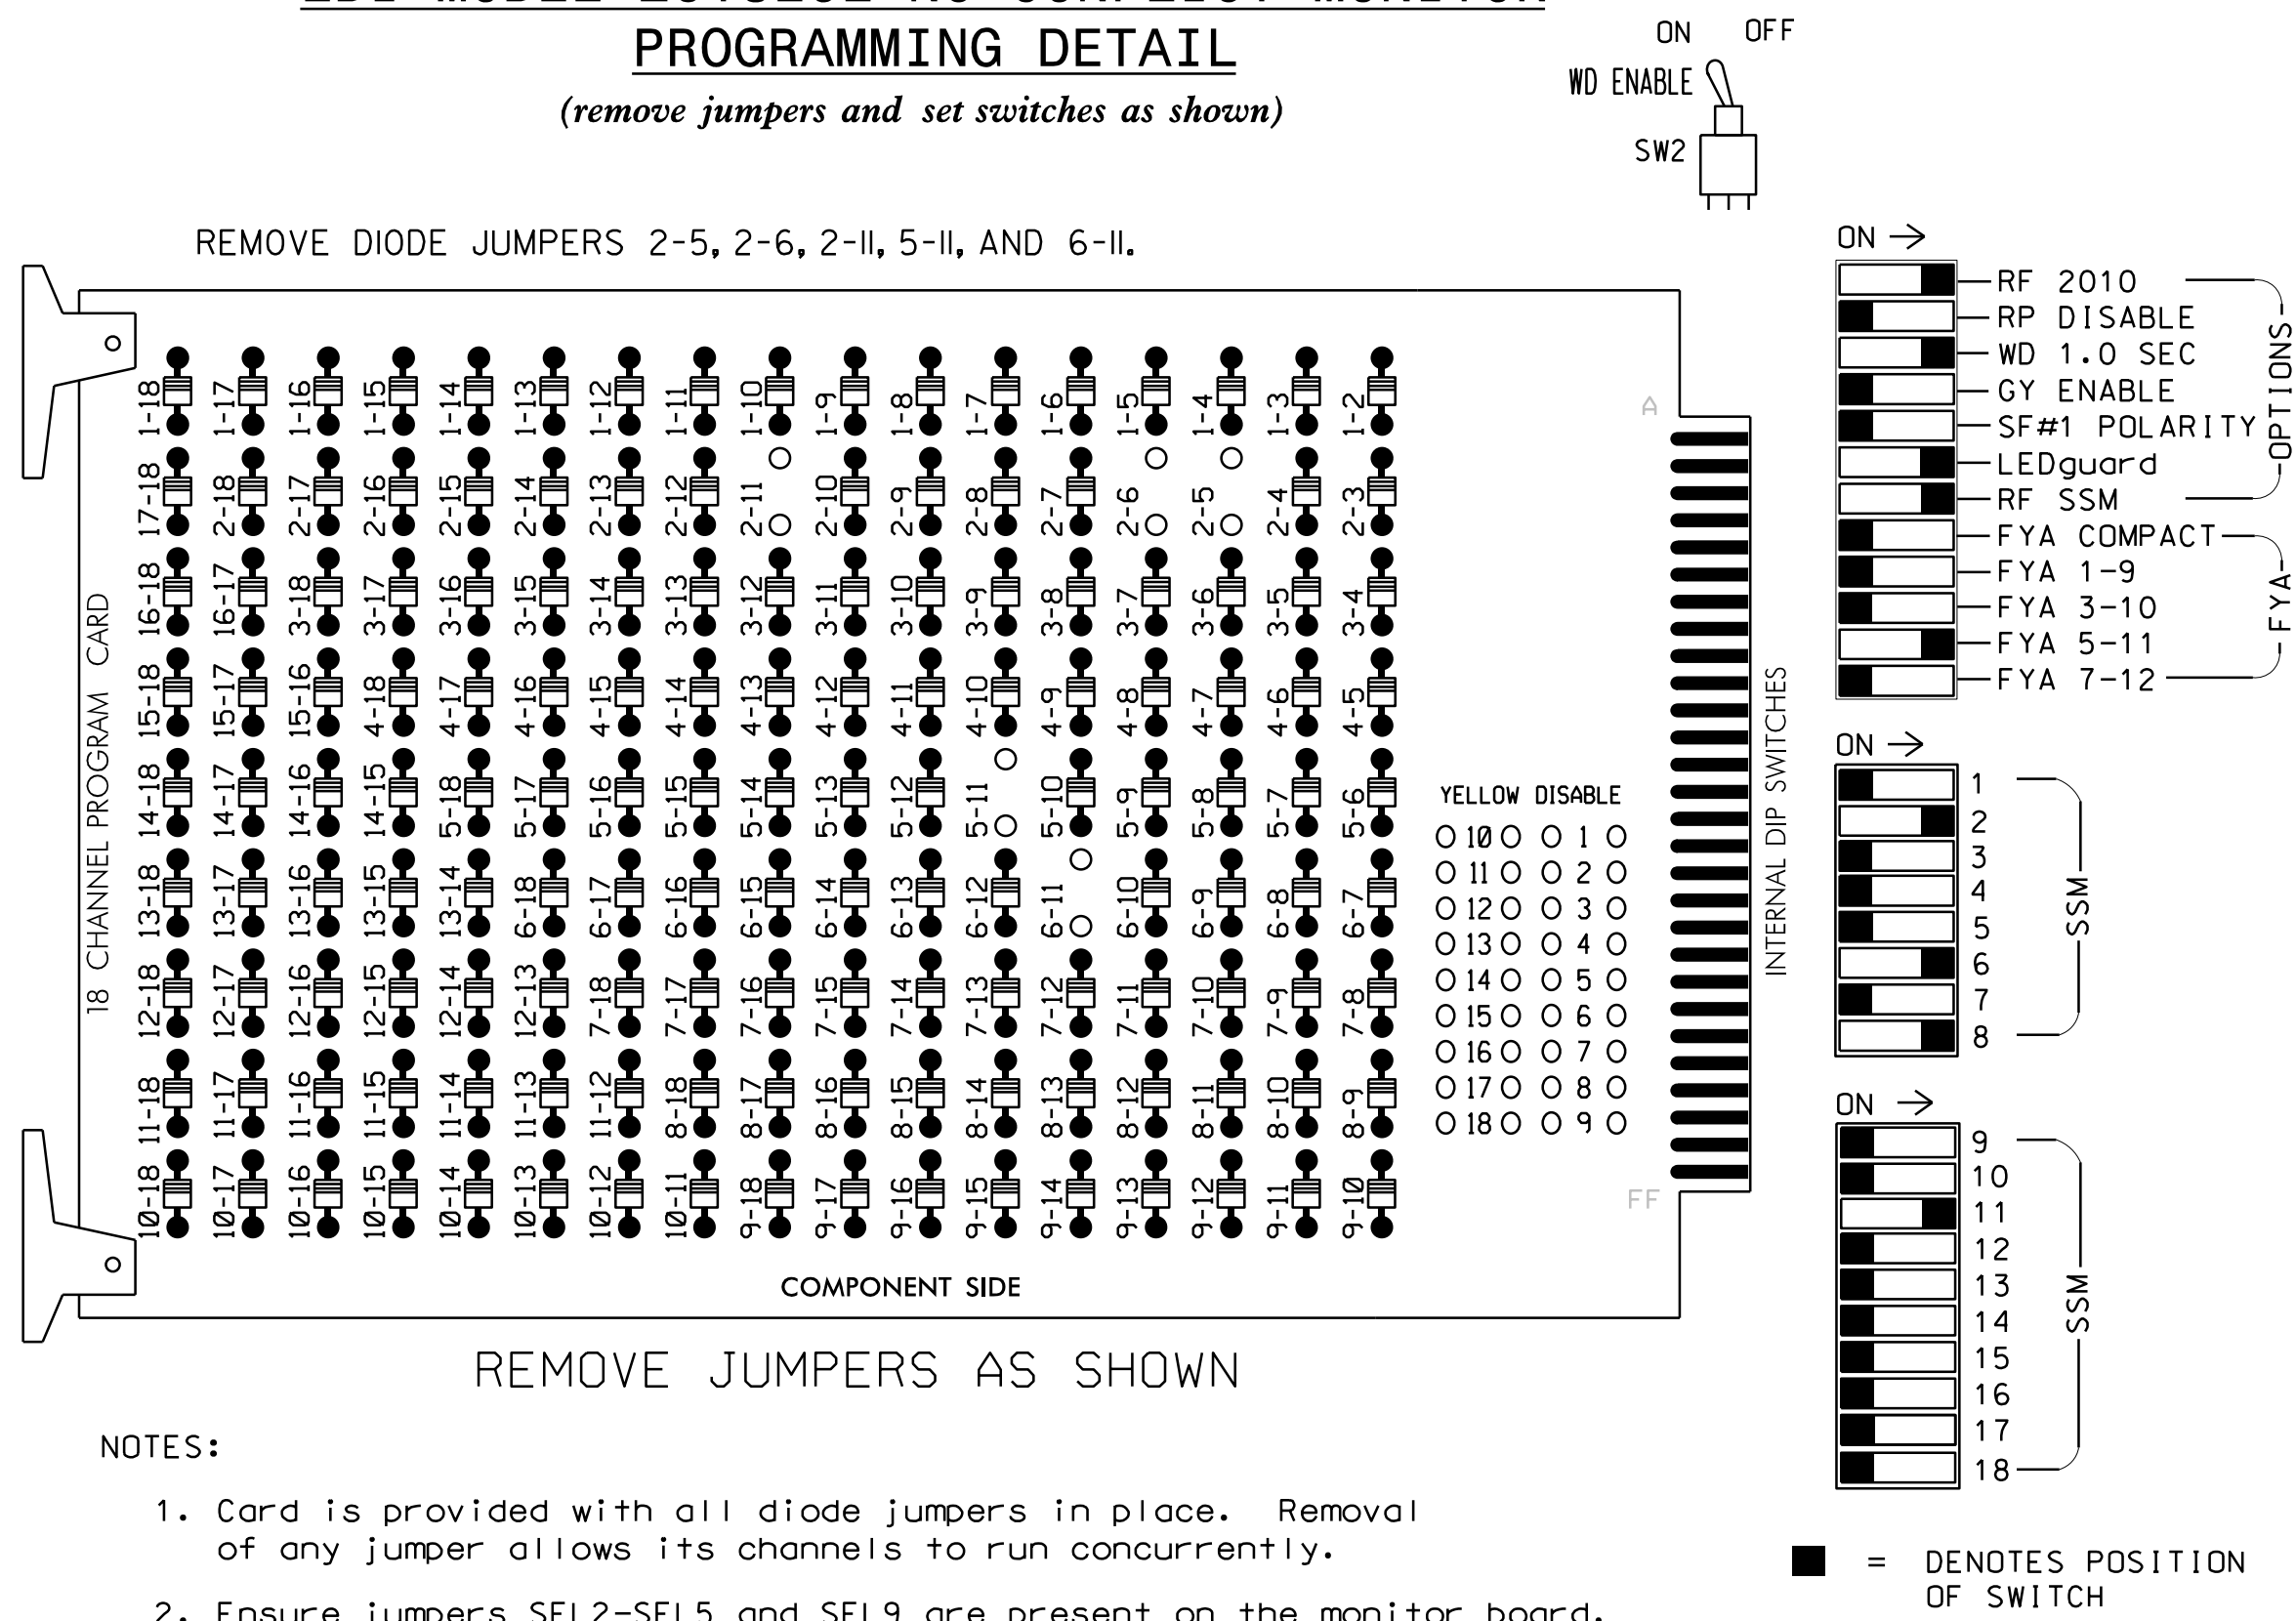 PROGRAMMING DETAIL
(remove jumpers and set switches as shown)
ON OFF
WD ENABLE
SW2
REMOVE DIODE JUMPERS 2-5, 2-6, 2-11, 5-11, AND 6-11.
18 CHANNEL PROGRAM CARD
1-18 1-17 1-16 1-15 1-14 1-13 1-12 1-11 1-10 1-9 1-8 1-7 1-6 1-5 1-4 1-3 1-2
17-18 2-18 2-17 2-16 2-15 2-14 2-13 2-12 2-11 2-10 2-9 2-8 2-7 2-6 2-5 2-4 2-3
16-18 16-17 3-18 3-17 3-16 3-15 3-14 3-13 3-12 3-11 3-10 3-9 3-8 3-7 3-6 3-5 3-4
15-18 15-17 15-16 4-18 4-17 4-16 4-15 4-14 4-13 4-12 4-11 4-10 4-9 4-8 4-7 4-6 4-5
14-18 14-17 14-16 14-15 5-18 5-17 5-16 5-15 5-14 5-13 5-12 5-11 5-10 5-9 5-8 5-7 5-6
13-18 13-17 13-16 13-15 13-14 6-18 6-17 6-16 6-15 6-14 6-13 6-12 6-11 6-10 6-9 6-8 6-7
12-18 12-17 12-16 12-15 12-14 12-13 7-18 7-17 7-16 7-15 7-14 7-13 7-12 7-11 7-10 7-9 7-8
11-18 11-17 11-16 11-15 11-14 11-13 11-12 8-18 8-17 8-16 8-15 8-14 8-13 8-12 8-11 8-10 8-9
10-18 10-17 10-16 10-15 10-14 10-13 10-12 10-11 9-18 9-17 9-16 9-15 9-14 9-13 9-12 9-11 9-10
A
FF
YELLOW DISABLE
10 1
11 2
12 3
13 4
14 5
15 6
16 7
17 8
18 9
COMPONENT SIDE
INTERNAL DIP SWITCHES
ON →
RF 2010
RP DISABLE
WD 1.0 SEC
GY ENABLE
SF#1 POLARITY
LEDguard
RF SSM
OPTIONS
FYA COMPACT
FYA 1-9
FYA 3-10
FYA 5-11
FYA 7-12
FYA
ON →
1
2
3
4
5
6
7
8
SSM
ON →
9
10
11
12
13
14
15
16
17
18
SSM
REMOVE JUMPERS AS SHOWN
NOTES:
1. Card is provided with all diode jumpers in place. Removal
of any jumper allows its channels to run concurrently.
2. Ensure jumpers SEL2-SEL5 and SEL9 are present on the monitor board.
= DENOTES POSITION
OF SWITCH